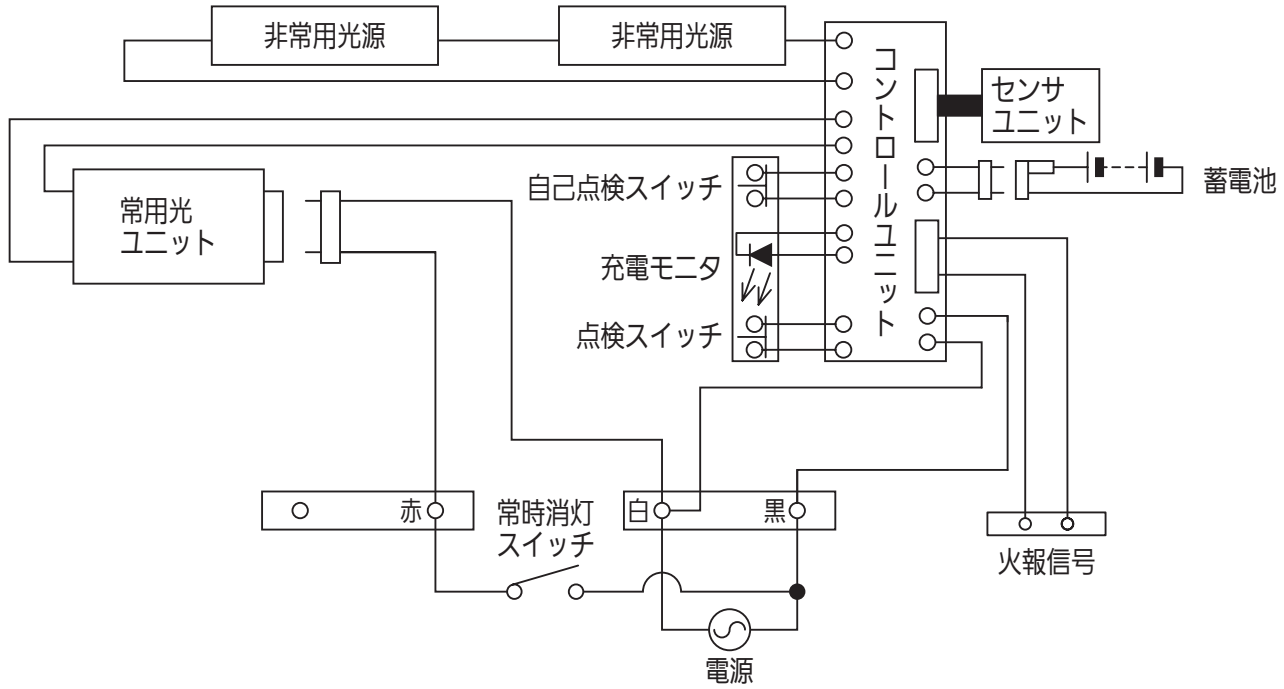 非常用光源
非常用光源
コントロールユニット
センサ
ユニット
自己点検スイッチ
蓄電池
常用光
ユニット
充電モニタ
点検スイッチ
赤
常時消灯
スイッチ
白
黒
火報信号
電源